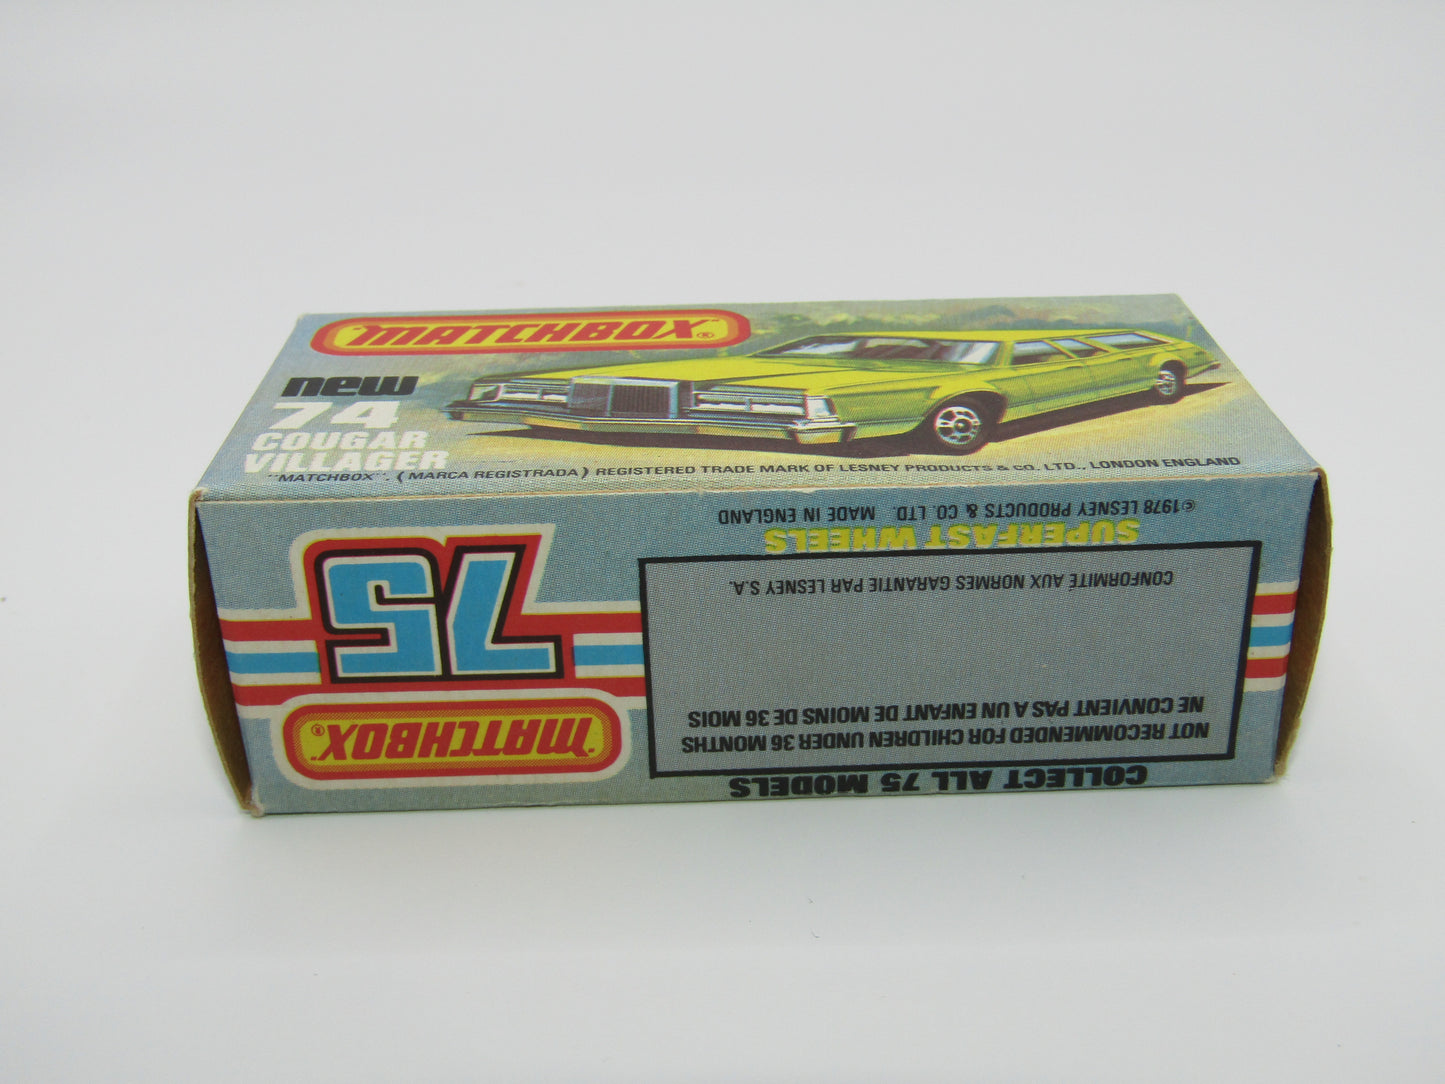 "MATCHBOX"®
new
74
COUGAR
VILLAGER
"MATCHBOX". (MARCA REGISTRADA) REGISTERED TRADE MARK OF LESNEY PRODUCTS & CO. LTD., LONDON ENGLAND
COLLECT ALL 75 MODELS
"MATCHBOX"®
75
NOT RECOMMENDED FOR CHILDREN UNDER 36 MONTHS
NE CONVIENT PAS A UN ENFANT DE MOINS DE 36 MOIS
CONFORMITÉ AUX NORMES GARANTIE PAR LESNEY S.A.
SUPERFAST WHEELS
©1978 LESNEY PRODUCTS & CO. LTD. MADE IN ENGLAND